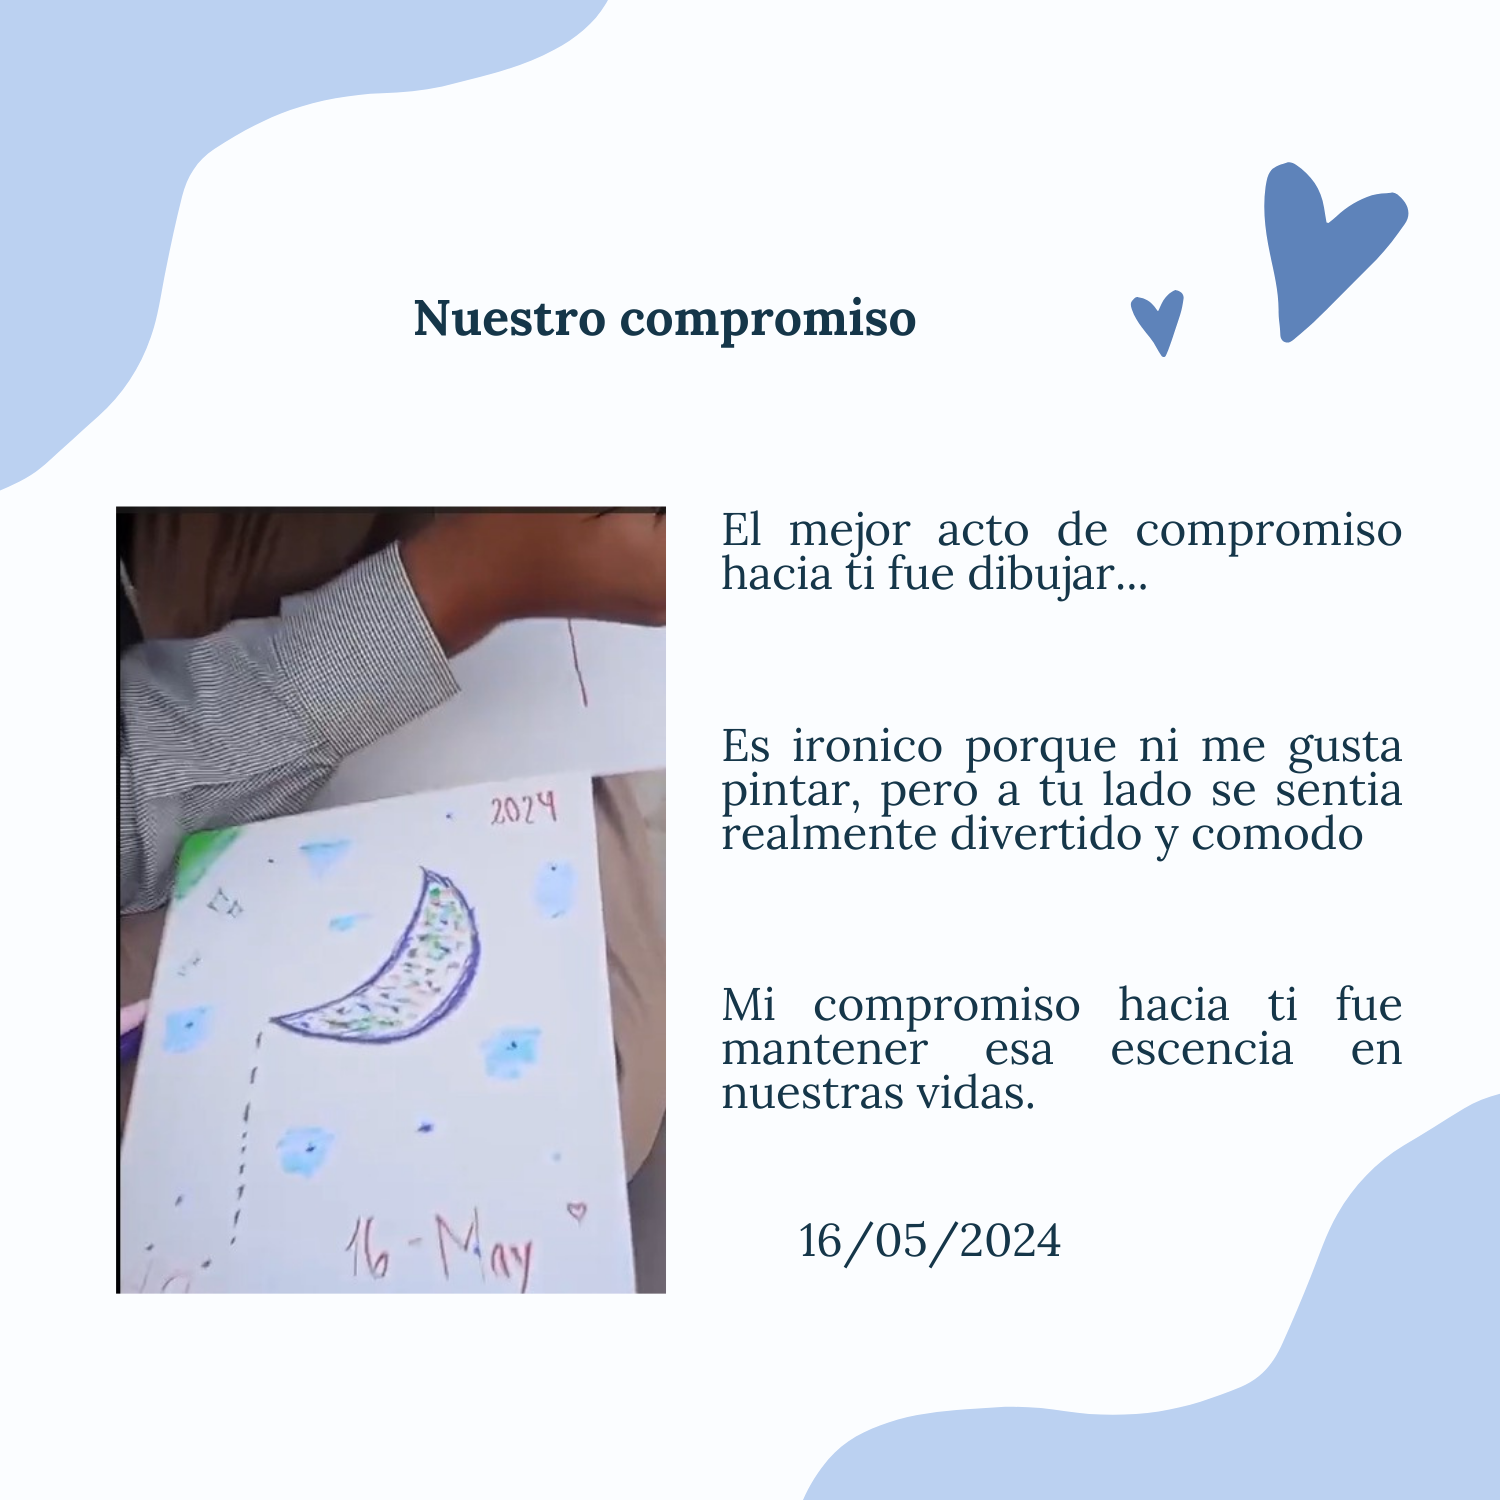 Nuestro compromiso
El mejor acto de compromiso
hacia ti fue dibujar...
Es ironico porque ni me gusta
pintar, pero a tu lado se sentia
realmente divertido y comodo
Mi compromiso hacia ti fue
mantener esa escencia en
nuestras vidas.
16/05/2024
2024
16-May